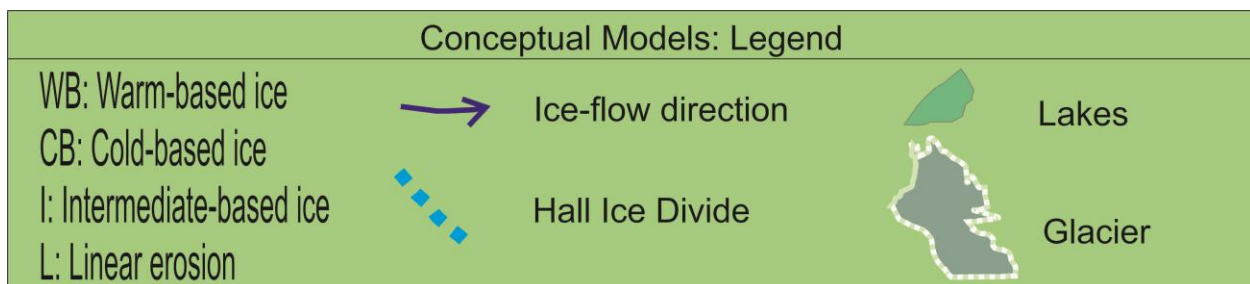 Conceptual Models: Legend
WB: Warm-based ice
CB: Cold-based ice
I: Intermediate-based ice
L: Linear erosion
Ice-flow direction
Hall Ice Divide
Lakes
Glacier